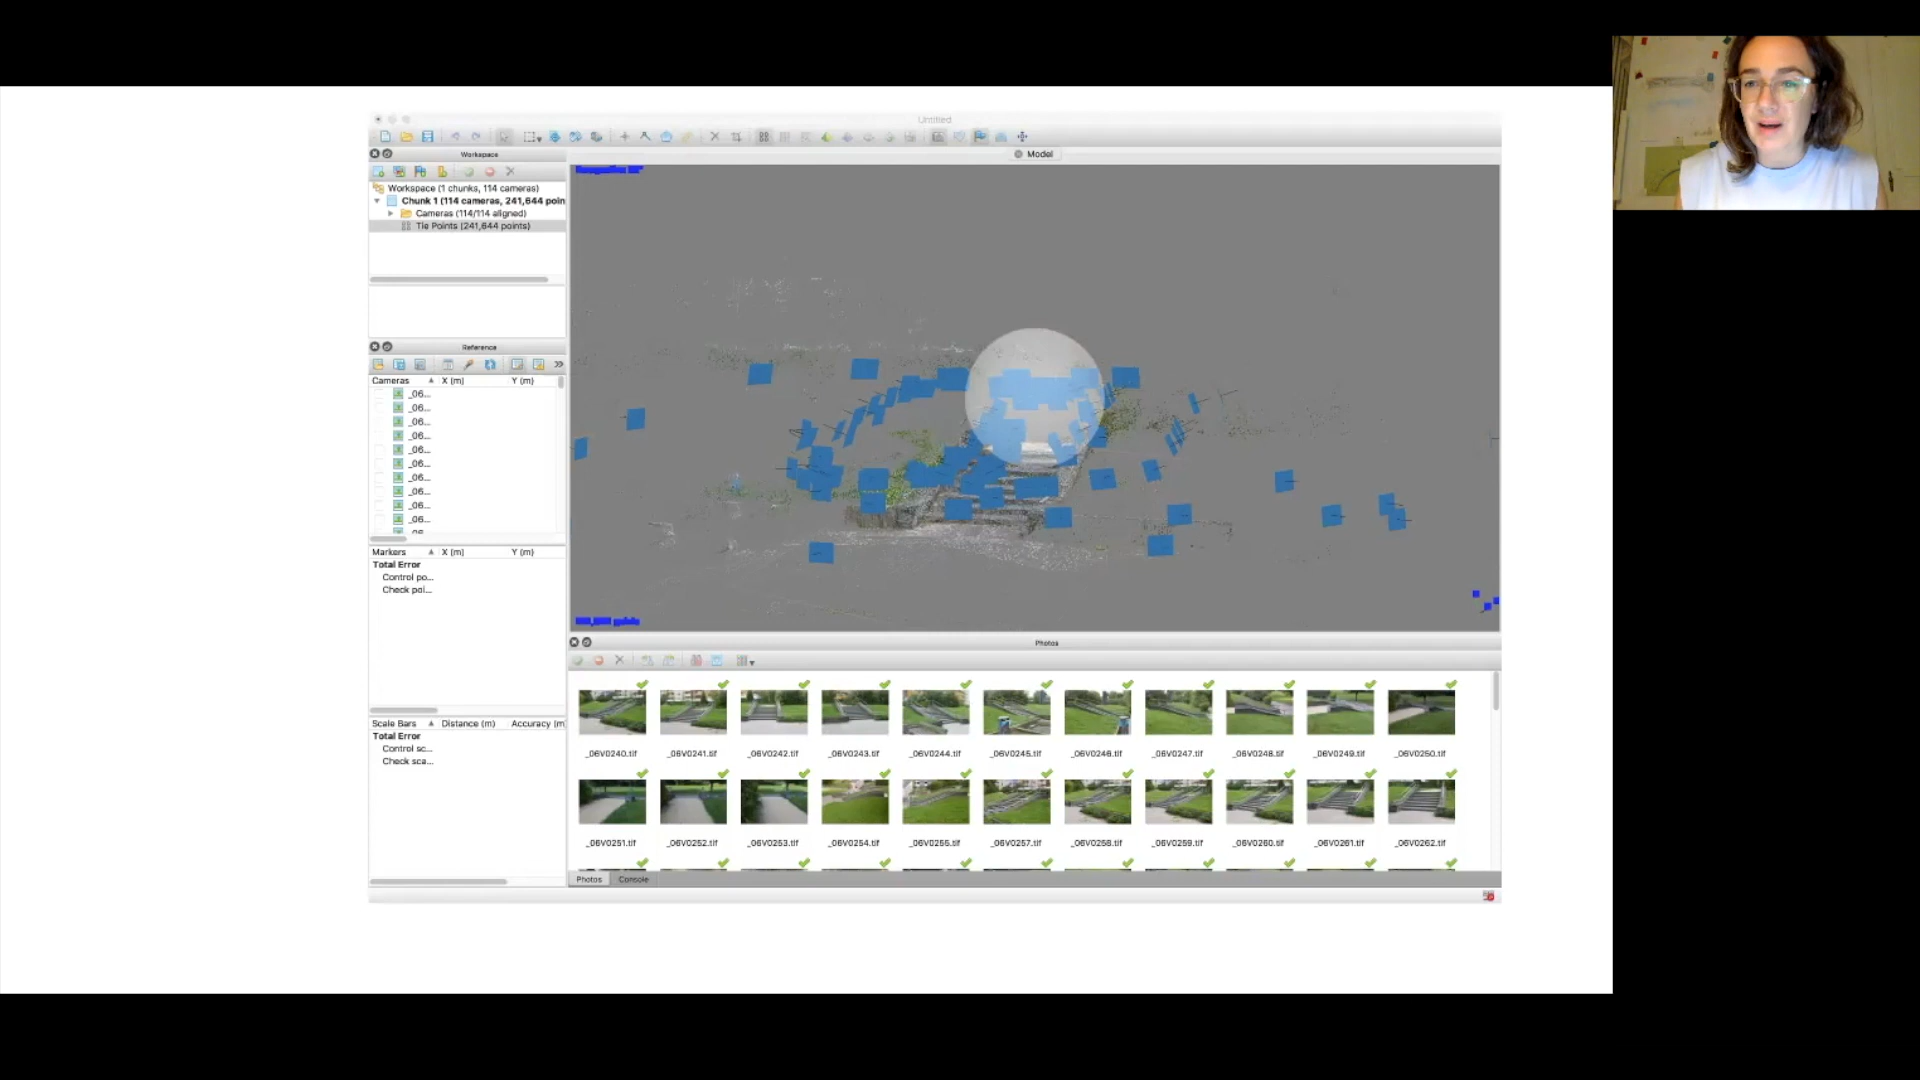 Untitled
Workspace
Model
Workspace (1 chunks, 114 cameras)
Chunk 1 (114 cameras, 241,644 poin
Cameras (114/114 aligned)
Tie Points (241,644 points)
Reference
Cameras X (m) Y (m)
_06...
_06...
_06...
_06...
_06...
_06...
_06...
_06...
_06...
_06...
Markers X (m) Y (m)
Total Error
Control po...
Check poi...
Photos
Scale Bars Distance (m) Accuracy (m
Total Error
Control sc...
Check sca...
_06V0240.tif _06V0241.tif _06V0242.tif _06V0243.tif _06V0244.tif _06V0245.tif _06V0246.tif _06V0247.tif _06V0248.tif _06V0249.tif _06V0250.tif
_06V0251.tif _06V0252.tif _06V0253.tif _06V0254.tif _06V0255.tif _06V0257.tif _06V0258.tif _06V0259.tif _06V0260.tif _06V0261.tif _06V0262.tif
Photos Console